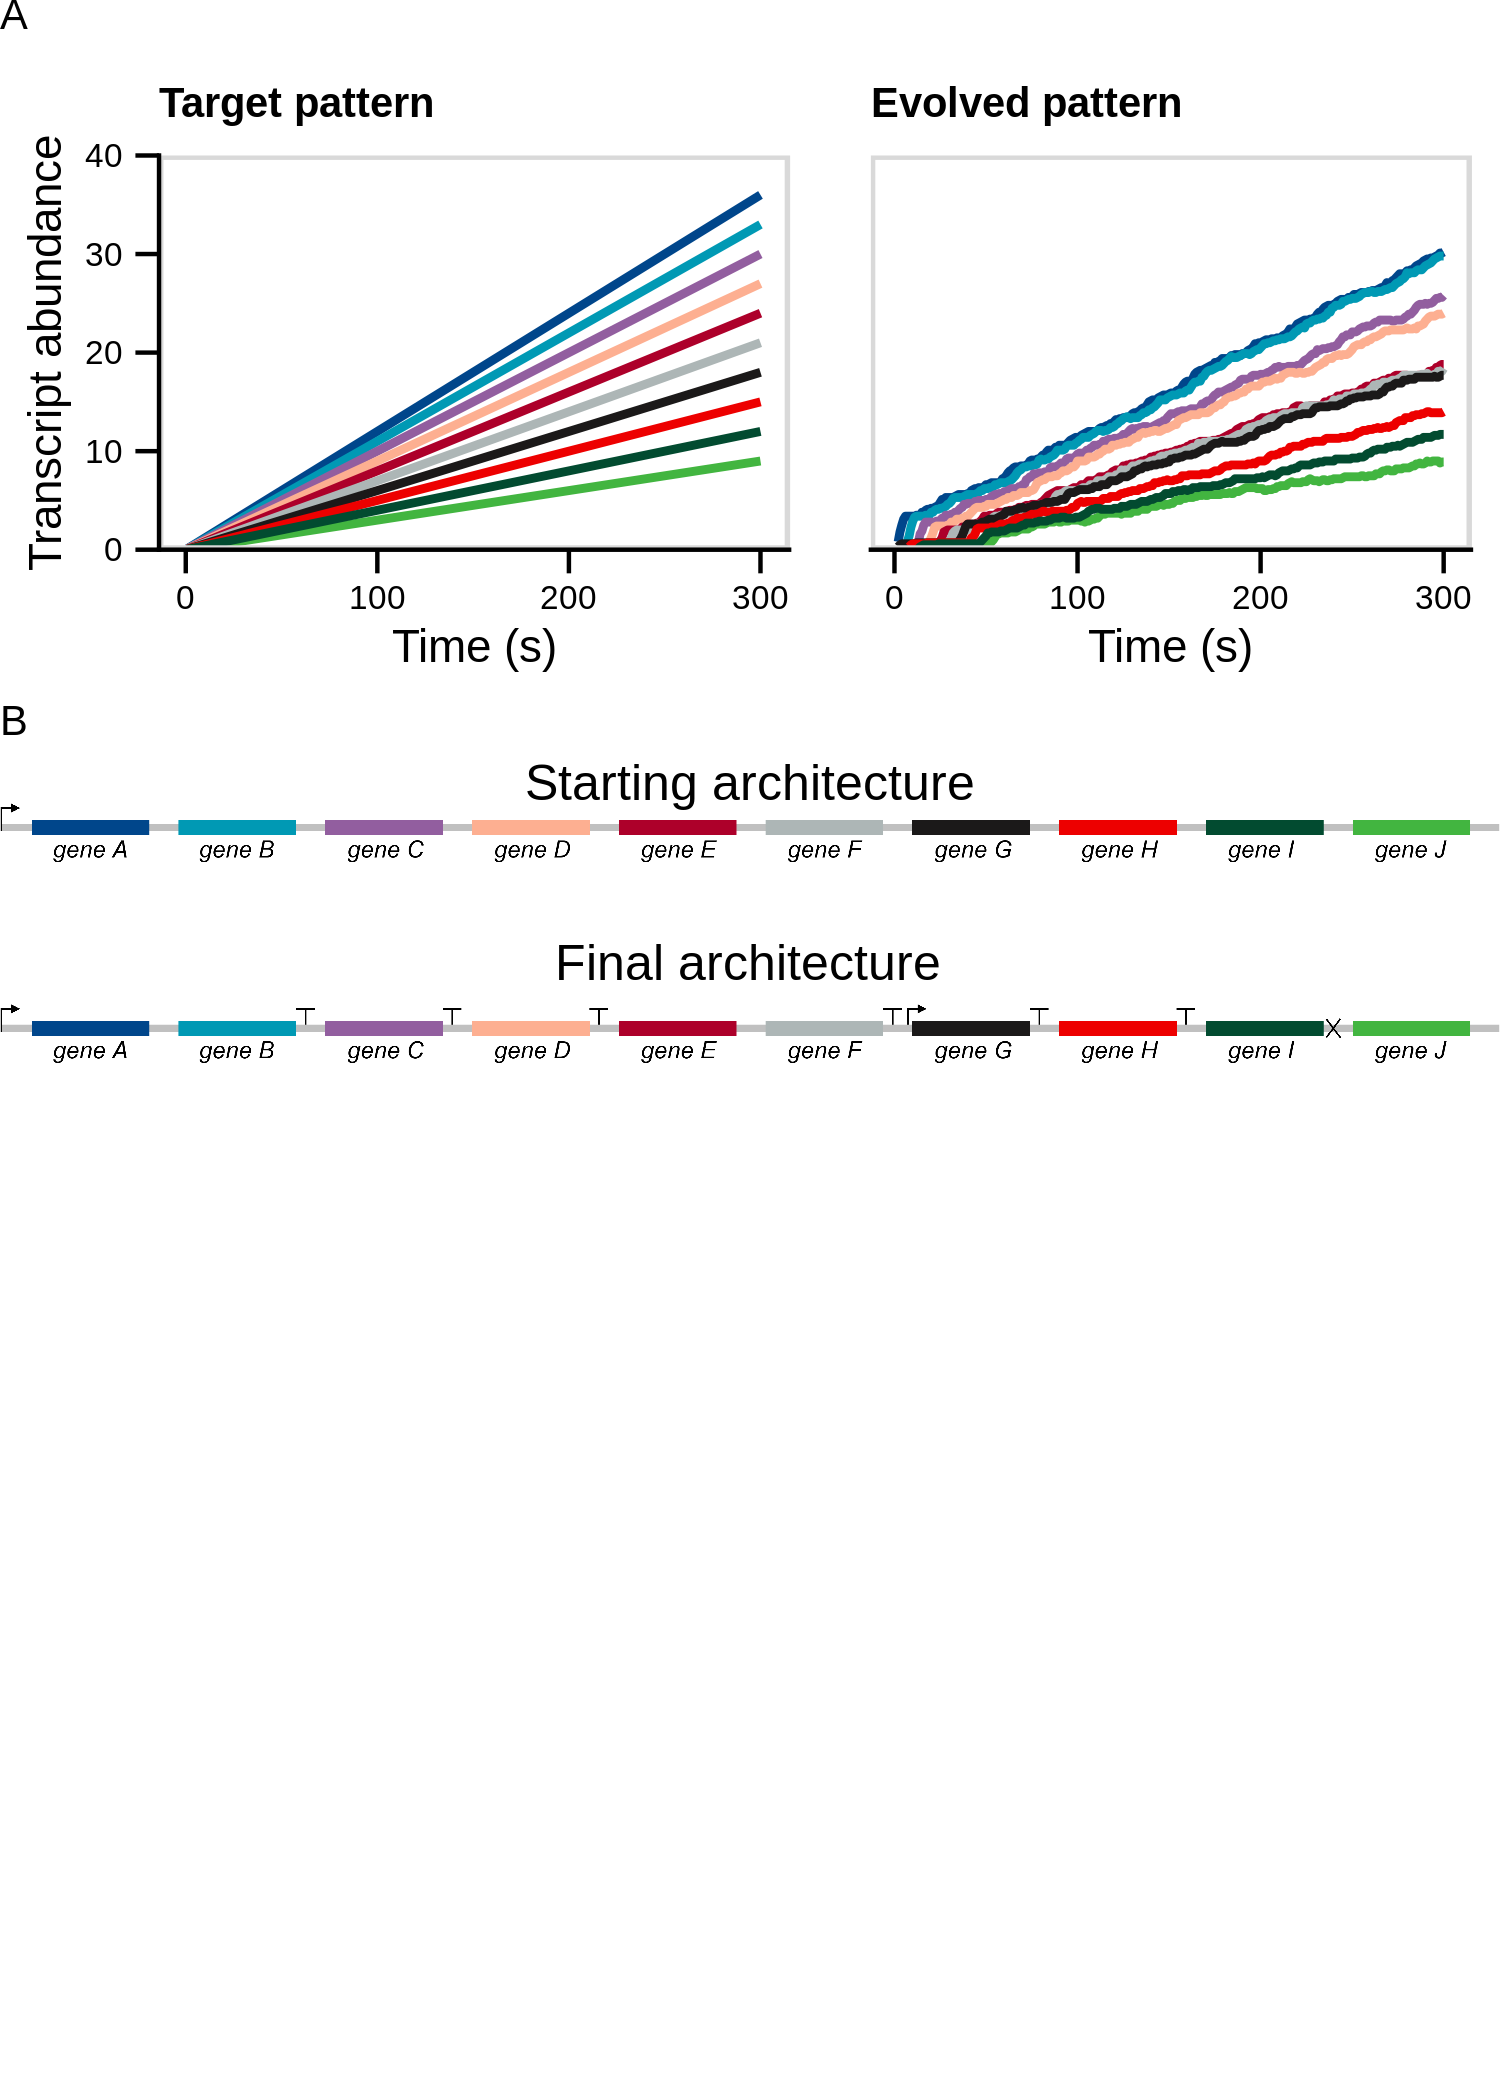 A
Target pattern
Evolved pattern
Transcript abundance
40
30
20
10
0
0 100 200 300
0 100 200 300
Time (s)
Time (s)
B
Starting architecture
gene A gene B gene C gene D gene E gene F gene G gene H gene I gene J
Final architecture
gene A gene B gene C gene D gene E gene F gene G gene H gene I gene J